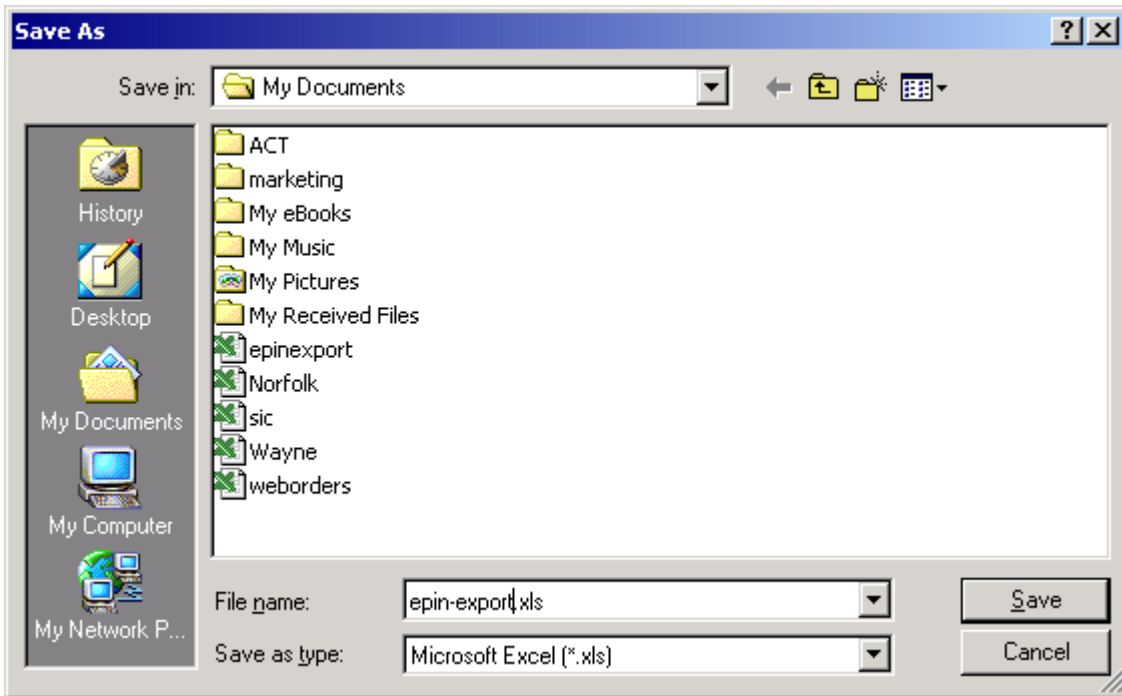 Save As
Save in: My Documents
History
Desktop
My Documents
My Computer
My Network P...
ACT
marketing
My eBooks
My Music
My Pictures
My Received Files
epinexport
Norfolk
sic
Wayne
weborders
File name: epin-export.xls Save
Save as type: Microsoft Excel (*.xls) Cancel